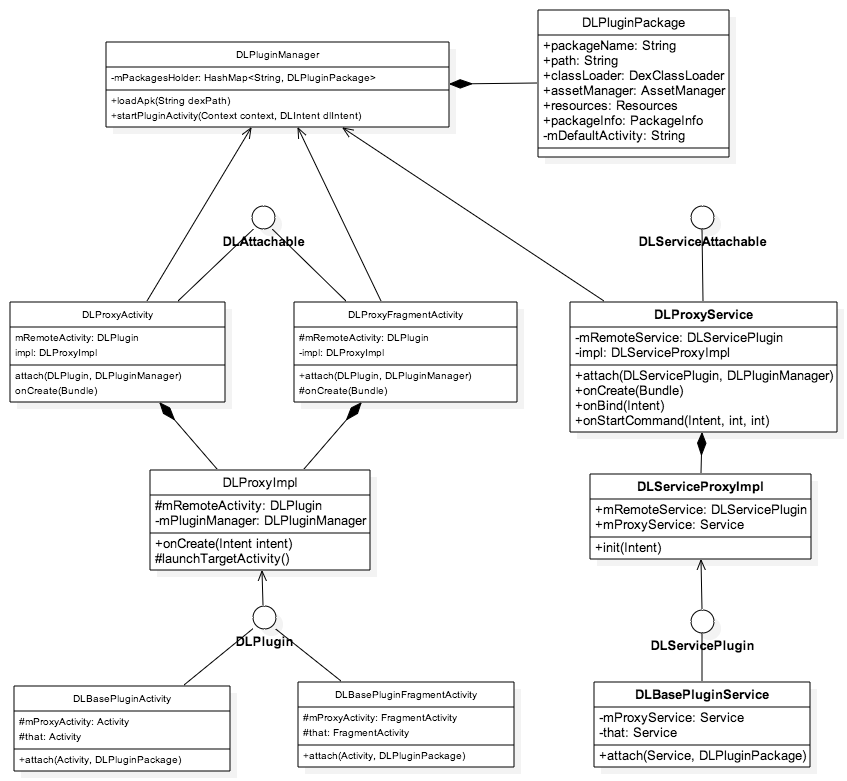 DLPluginPackage
+packageName: String
+path: String
+classLoader: DexClassLoader
+assetManager: AssetManager
+resources: Resources
+packageInfo: PackageInfo
-mDefaultActivity: String
DLPluginManager
-mPackagesHolder: HashMap<String, DLPluginPackage>
+loadApk(String dexPath)
+startPluginActivity(Context context, DLIntent dlIntent)
DLAttachable
DLServiceAttachable
DLProxyActivity
mRemoteActivity: DLPlugin
impl: DLProxyImpl
attach(DLPlugin, DLPluginManager)
onCreate(Bundle)
DLProxyFragmentActivity
#mRemoteActivity: DLPlugin
-impl: DLProxyImpl
+attach(DLPlugin, DLPluginManager)
#onCreate(Bundle)
DLProxyService
-mRemoteService: DLServicePlugin
-impl: DLServiceProxyImpl
+attach(DLServicePlugin, DLPluginManager)
+onCreate(Bundle)
+onBind(Intent)
+onStartCommand(Intent, int, int)
DLProxyImpl
#mRemoteActivity: DLPlugin
-mPluginManager: DLPluginManager
+onCreate(Intent intent)
#launchTargetActivity()
DLServiceProxyImpl
+mRemoteService: DLServicePlugin
+mProxyService: Service
+init(Intent)
DLPlugin
DLServicePlugin
DLBasePluginActivity
#mProxyActivity: Activity
#that: Activity
+attach(Activity, DLPluginPackage)
DLBasePluginFragmentActivity
#mProxyActivity: FragmentActivity
#that: FragmentActivity
+attach(Activity, DLPluginPackage)
DLBasePluginService
-mProxyService: Service
-that: Service
+attach(Service, DLPluginPackage)